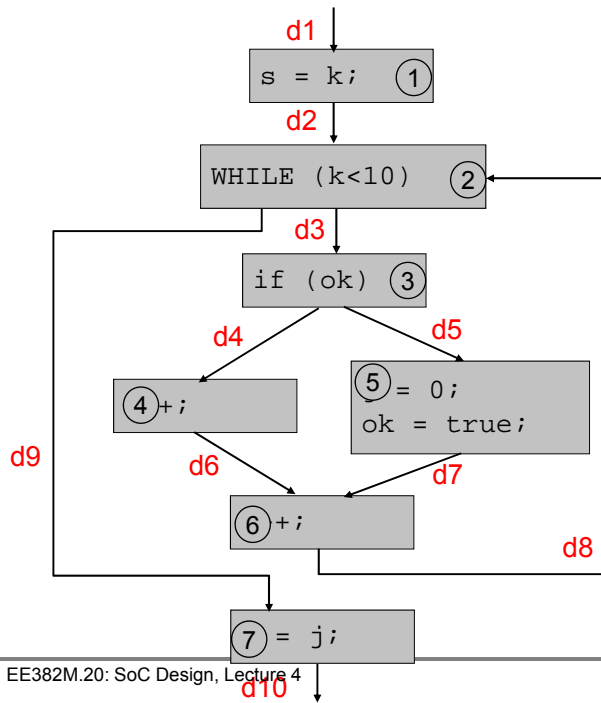 d1
s = k; 1
d2
WHILE (k<10) 2
d3
if (ok) 3
d4
d5
4 +;
5 = 0;
ok = true;
d9
d6
d7
6 +;
d8
7 = j;
EE382M.20: SoC Design, Lecture 4
d10